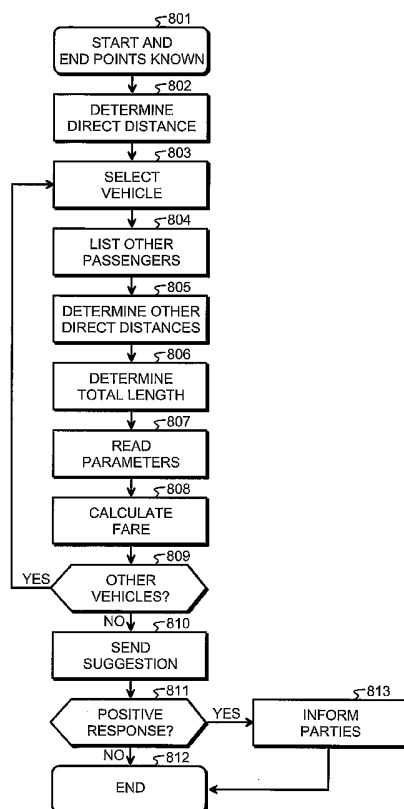 801
START AND
END POINTS KNOWN
802
DETERMINE
DIRECT DISTANCE
803
SELECT
VEHICLE
804
LIST OTHER
PASSENGERS
805
DETERMINE OTHER
DIRECT DISTANCES
806
DETERMINE
TOTAL LENGTH
807
READ
PARAMETERS
808
CALCULATE
FARE
809
YES
OTHER
VEHICLES?
NO
810
SEND
SUGGESTION
811
POSITIVE
RESPONSE?
YES
813
INFORM
PARTIES
NO
812
END